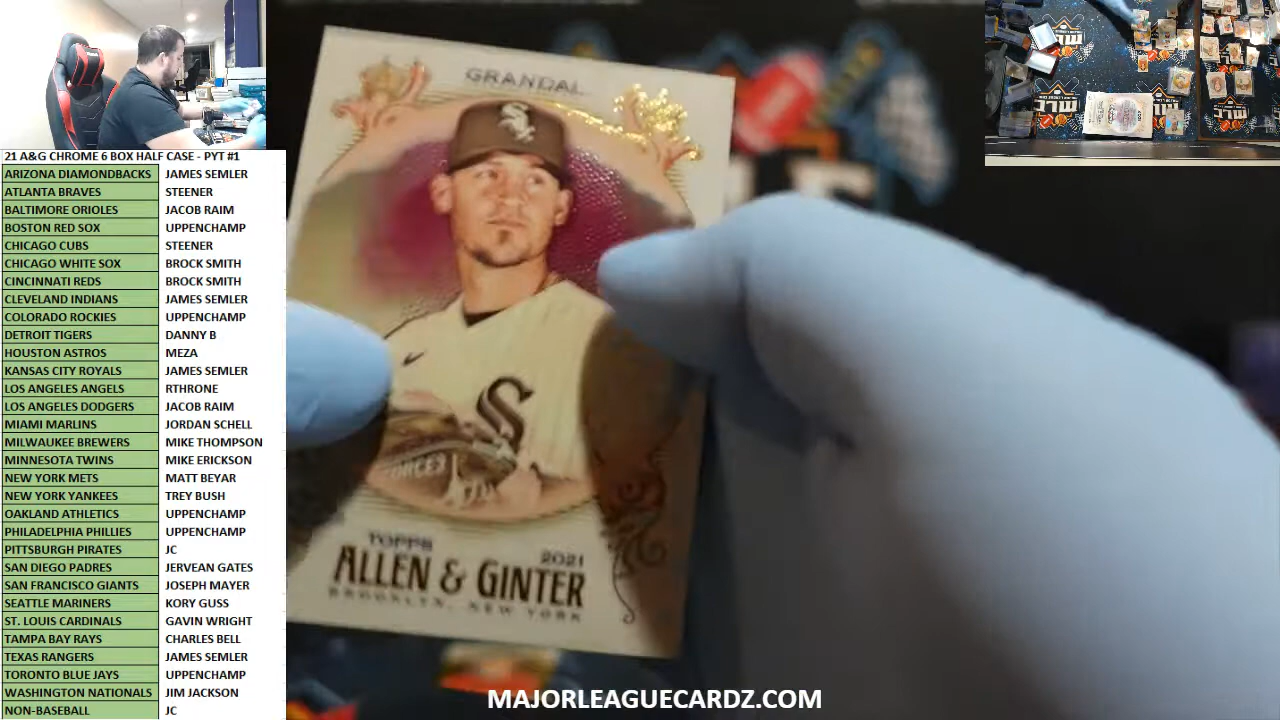 21 A&G CHROME 6 BOX HALF CASE - PYT #1
ARIZONA DIAMONDBACKS JAMES SEMLER
ATLANTA BRAVES STEENER
BALTIMORE ORIOLES JACOB RAIM
BOSTON RED SOX UPPENCHAMP
CHICAGO CUBS STEENER
CHICAGO WHITE SOX BROCK SMITH
CINCINNATI REDS BROCK SMITH
CLEVELAND INDIANS JAMES SEMLER
COLORADO ROCKIES UPPENCHAMP
DETROIT TIGERS DANNY B
HOUSTON ASTROS MEZA
KANSAS CITY ROYALS JAMES SEMLER
LOS ANGELES ANGELS RTHRONE
LOS ANGELES DODGERS JACOB RAIM
MIAMI MARLINS JORDAN SCHELL
MILWAUKEE BREWERS MIKE THOMPSON
MINNESOTA TWINS MIKE ERICKSON
NEW YORK METS MATT BEYAR
NEW YORK YANKEES TREY BUSH
OAKLAND ATHLETICS UPPENCHAMP
PHILADELPHIA PHILLIES UPPENCHAMP
PITTSBURGH PIRATES JC
SAN DIEGO PADRES JERVEAN GATES
SAN FRANCISCO GIANTS JOSEPH MAYER
SEATTLE MARINERS KORY GUSS
ST. LOUIS CARDINALS GAVIN WRIGHT
TAMPA BAY RAYS CHARLES BELL
TEXAS RANGERS JAMES SEMLER
TORONTO BLUE JAYS UPPENCHAMP
WASHINGTON NATIONALS JIM JACKSON
NON-BASEBALL JC
GRANDAL
TOPPS 2021
ALLEN & GINTER
BROOKLYN, NEW YORK
MAJORLEAGUECARDZ.COM